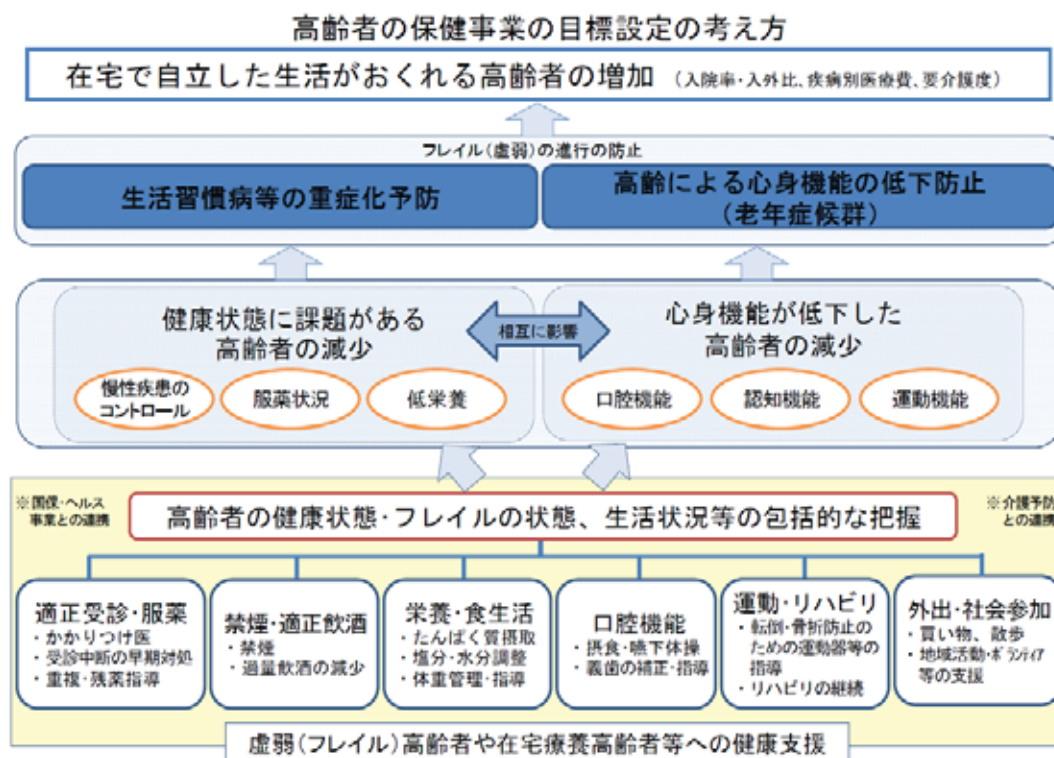 高齢者の保健事業の目標設定の考え方
在宅で自立した生活がおくれる高齢者の増加 (入院率・入外比、疾病別医療費、要介護度)
フレイル(虚弱)の進行の防止
生活習慣病等の重症化予防
高齢による心身機能の低下防止
(老年症候群)
健康状態に課題がある
高齢者の減少
相互に影響
心身機能が低下した
高齢者の減少
慢性疾患の
コントロール
服薬状況
低栄養
口腔機能
認知機能
運動機能
※国保・ヘルス
事業との連携
高齢者の健康状態・フレイルの状態、生活状況等の包括的な把握
※介護予防
との連携
適正受診・服薬
・かかりつけ医
・受診中断の早期対処
・重複・残薬指導
禁煙・適正飲酒
・禁煙
・過量飲酒の減少
栄養・食生活
・たんぱく質摂取
・塩分・水分調整
・体重管理・指導
口腔機能
・摂食・嚥下体操
・義歯の補正・指導
運動・リハビリ
・転倒・骨折防止の
ための運動器等の
指導
・リハビリの継続
外出・社会参加
・買い物、散歩
・地域活動・ボランティア
等の支援
虚弱(フレイル)高齢者や在宅療養高齢者等への健康支援